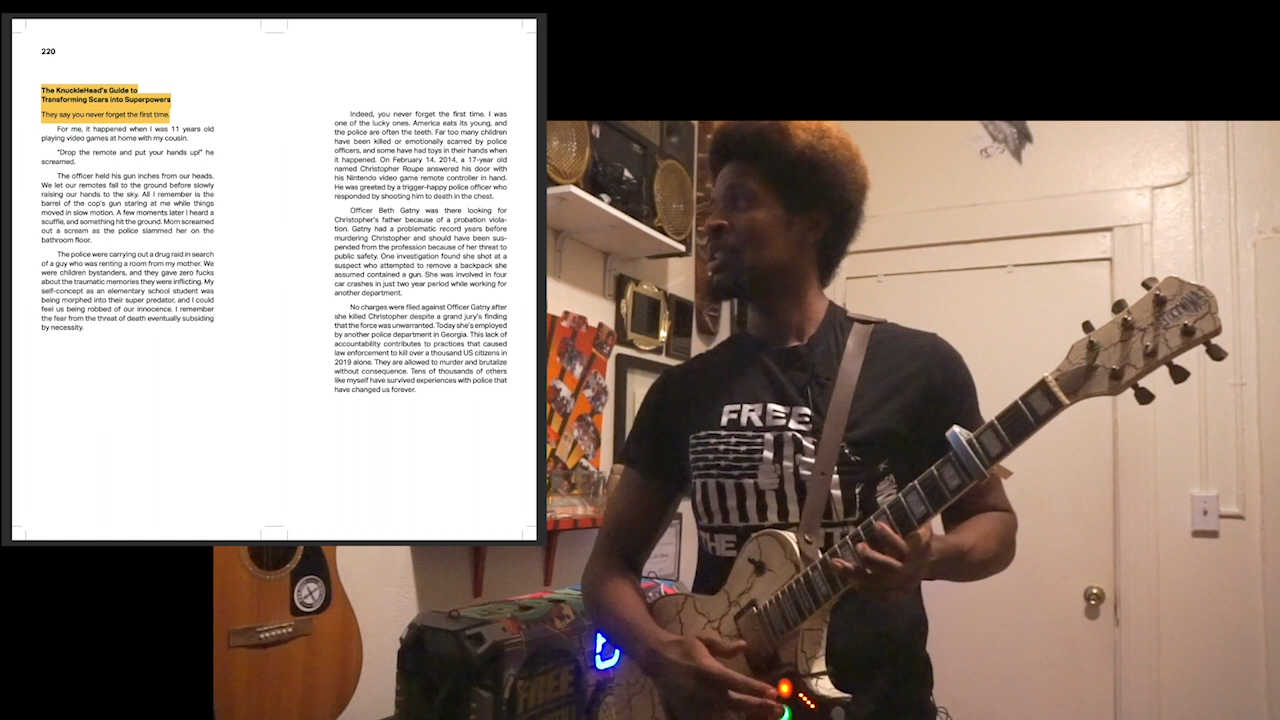 220
The KnuckleHead's Guide to
Transforming Scars into Superpowers
They say you never forget the first time.
For me, it happened when I was 11 years old
playing video games at home with my cousin.
"Drop the remote and put your hands up!" he
screamed.
The officer held his gun inches from our heads.
We let our remotes fall to the ground before slowly
raising our hands to the sky. All I remember is the
barrel of the cop's gun staring at me while things
moved in slow motion. A few moments later I heard a
scuffle, and something hit the ground. Mom screamed
out a scream as the police slammed her on the
bathroom floor.
The police were carrying out a drug raid in search
of a guy who was renting a room from my mother. We
were children bystanders, and they gave zero fucks
about the traumatic memories they were inflicting. My
self-concept as an elementary school student was
being morphed into their super predator, and I could
feel us being robbed of our innocence. I remember
the fear from the threat of death eventually subsiding
by necessity.
Indeed, you never forget the first time. I was
one of the lucky ones. America eats its young, and
the police are often the teeth. Far too many children
have been killed or emotionally scarred by police
officers, and some have had toys in their hands when
it happened. On February 14, 2014, a 17-year old
named Christopher Roupe answered his door with
his Nintendo video game remote controller in hand.
He was greeted by a trigger-happy police officer who
responded by shooting him to death in the chest.
Officer Beth Gatny was there looking for
Christopher's father because of a probation viola-
tion. Gatny had a problematic record years before
murdering Christopher and should have been sus-
pended from the profession because of her threat to
public safety. One investigation found she shot at a
suspect who attempted to remove a backpack she
assumed contained a gun. She was involved in four
car crashes in just two year period while working for
another department.
No charges were filed against Officer Gatny after
she killed Christopher despite a grand jury's finding
that the force was unwarranted. Today she's employed
by another police department in Georgia. This lack of
accountability contributes to practices that caused
law enforcement to kill over a thousand US citizens in
2019 alone. They are allowed to murder and brutalize
without consequence. Tens of thousands of others
like myself have survived experiences with police that
have changed us forever.
FREE
THE
FREE